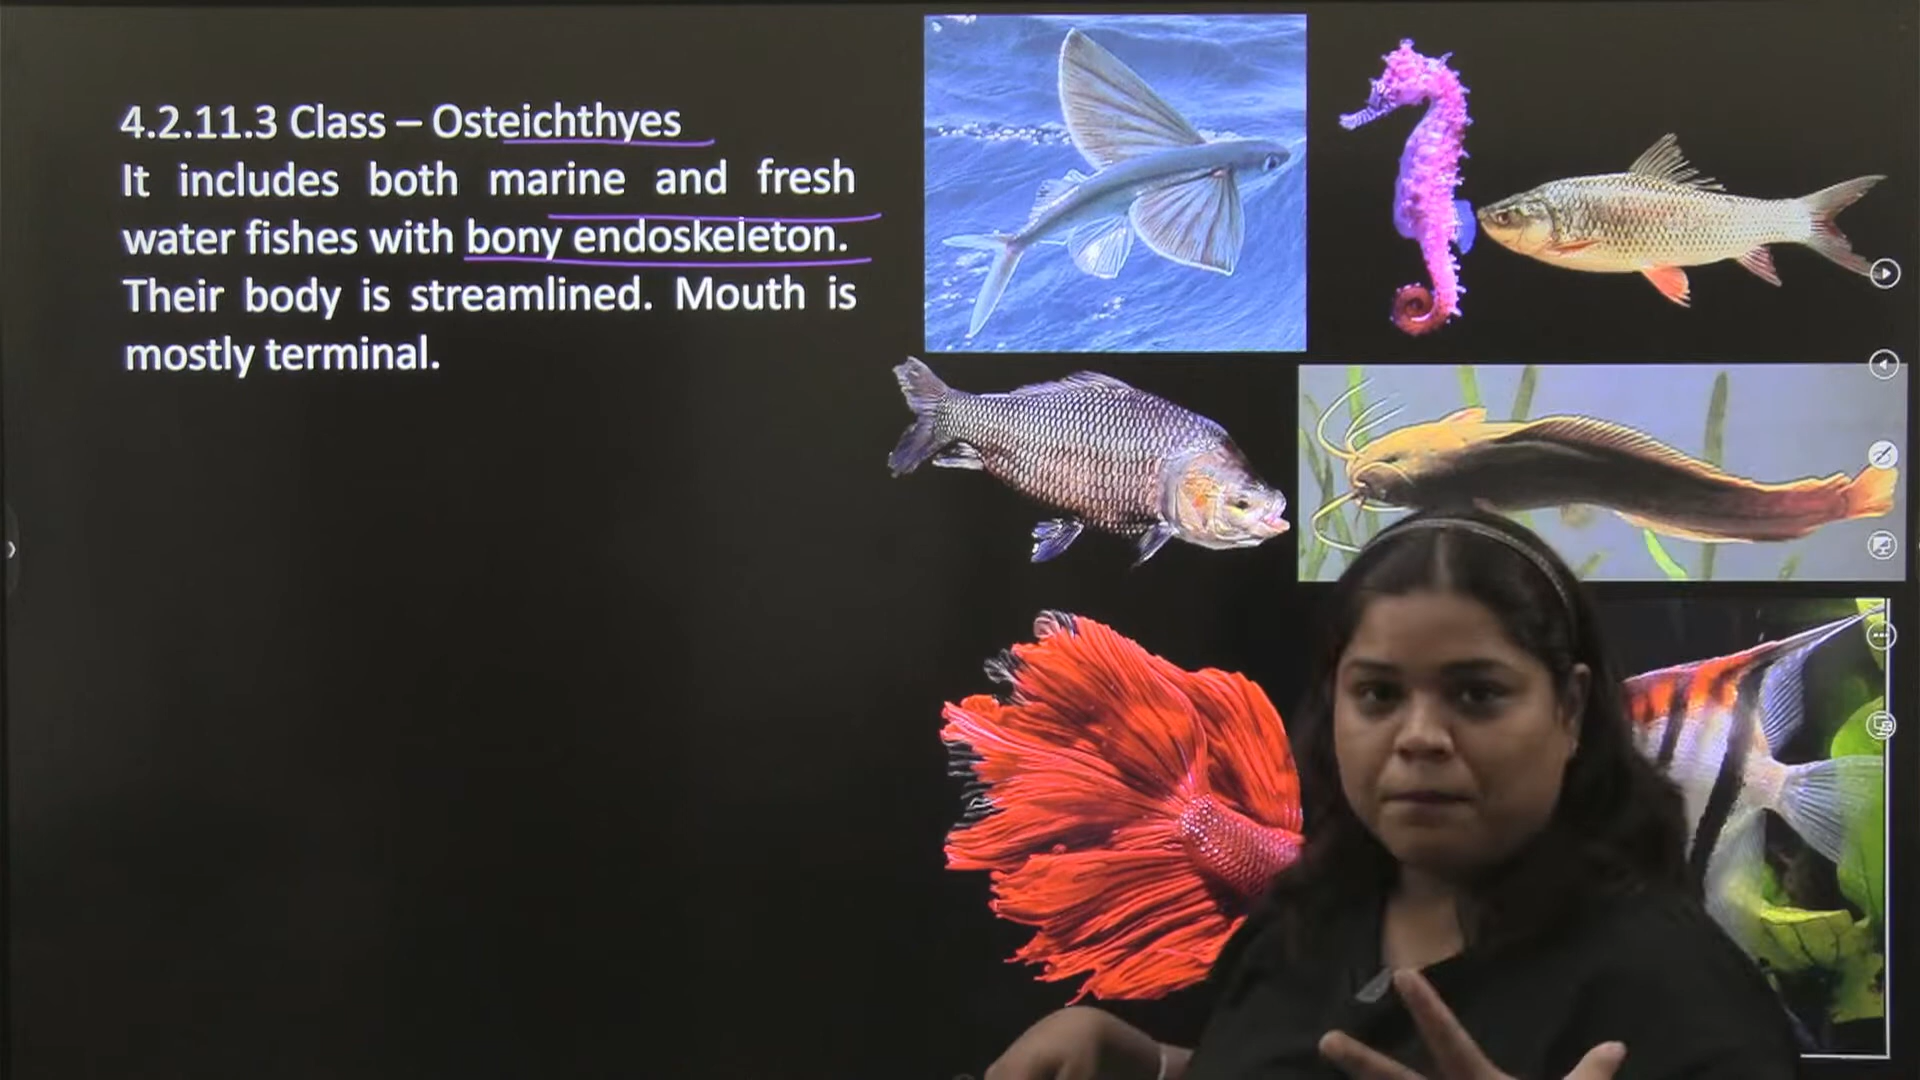 4.2.11.3 Class – Osteichthyes
It includes both marine and fresh
water fishes with bony endoskeleton.
Their body is streamlined. Mouth is
mostly terminal.